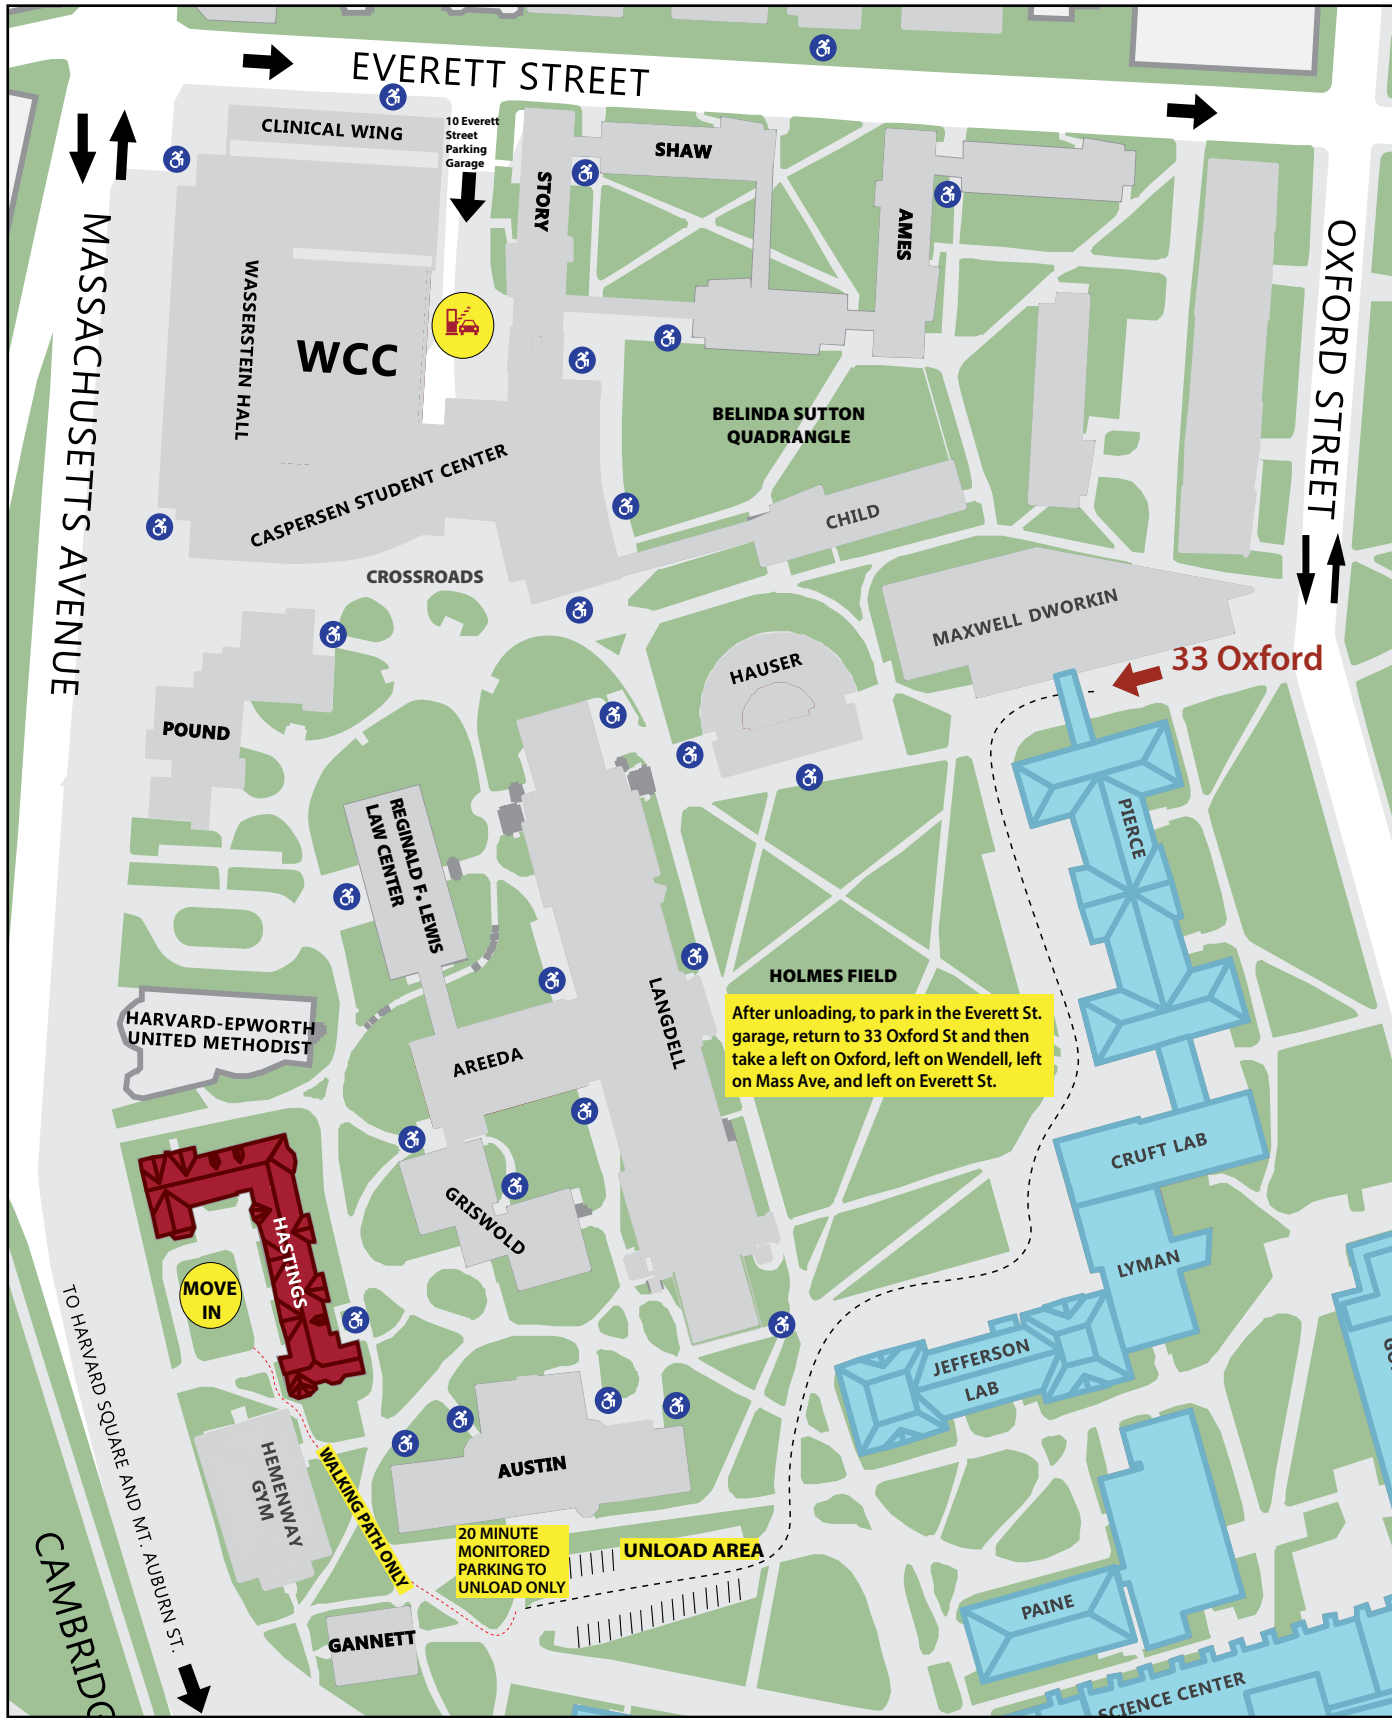 EVERETT STREET
CLINICAL WING
10 Everett
Street
Parking
Garage
SHAW
STORY
AMES
MASSACHUSETTS AVENUE
OXFORD STREET
WASSERSTEIN HALL
WCC
BELINDA SUTTON
QUADRANGLE
CASPERSEN STUDENT CENTER
CHILD
CROSSROADS
MAXWELL DWORKIN
33 Oxford
HAUSER
POUND
REGINALD F. LEWIS
LAW CENTER
PIERCE
HOLMES FIELD
LANGDELL
After unloading, to park in the Everett St.
garage, return to 33 Oxford St and then
take a left on Oxford, left on Wendell, left
on Mass Ave, and left on Everett St.
HARVARD-EPWORTH
UNITED METHODIST
AREEDA
CRUFT LAB
GRISWOLD
HASTINGS
LYMAN
MOVE
IN
JEFFERSON
LAB
TO HARVARD SQUARE AND MT. AUBURN ST.
HEMENWAY
GYM
AUSTIN
WALKING PATH ONLY
20 MINUTE
MONITORED
PARKING TO
UNLOAD ONLY
UNLOAD AREA
CAMBRIDG
GANNETT
PAINE
SCIENCE CENTER